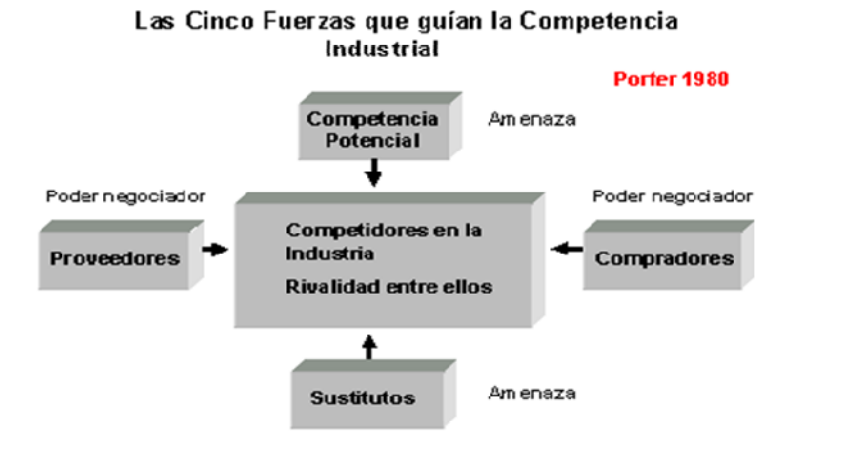 Las Cinco Fuerzas que guían la Competencia
Industrial
Porter 1980
Competencia
Potencial
Amenaza
Poder negociador
Poder negociador
Proveedores
Competidores en la
Industria
Rivalidad entre ellos
Compradores
Sustitutos
Amenaza